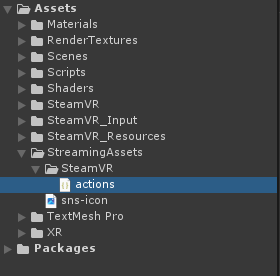 Assets
Materials
RenderTextures
Scenes
Scripts
Shaders
SteamVR
SteamVR_Input
SteamVR_Resources
StreamingAssets
SteamVR
actions
sns-icon
TextMesh Pro
XR
Packages